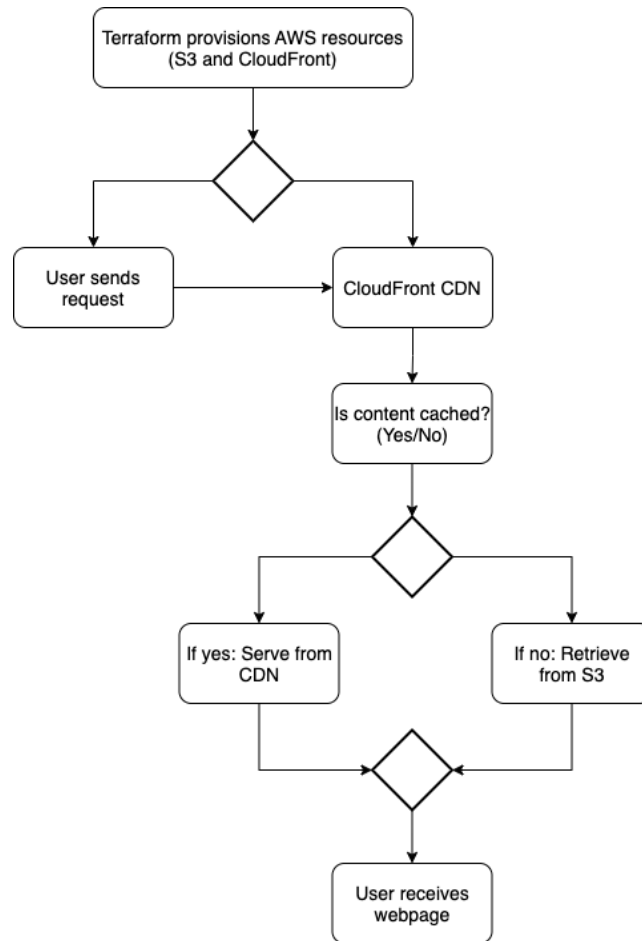 Terraform provisions AWS resources
(S3 and CloudFront)
User sends
request
CloudFront CDN
Is content cached?
(Yes/No)
If yes: Serve from
CDN
If no: Retrieve
from S3
User receives
webpage